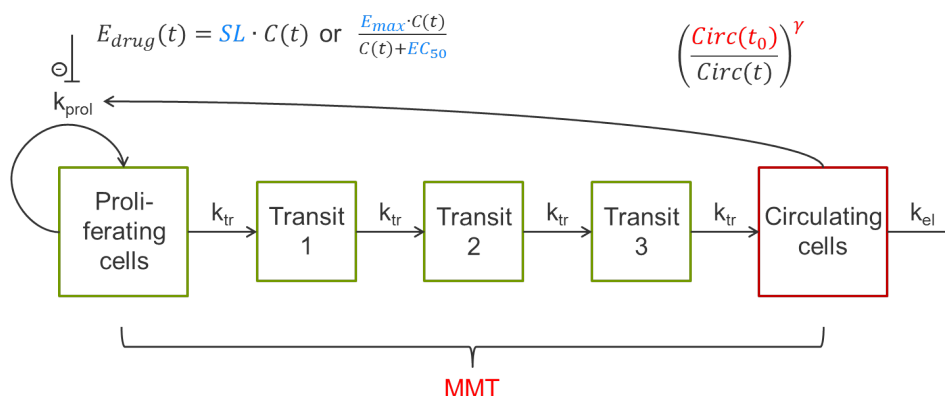 E_drug(t) = SL · C(t) or E_max·C(t) / C(t)+EC_50
(Circ(t_0) / Circ(t))^γ
⊖
k_prol
Proli-
ferating
cells
k_tr
Transit
1
k_tr
Transit
2
k_tr
Transit
3
k_tr
Circulating
cells
k_el
MMT